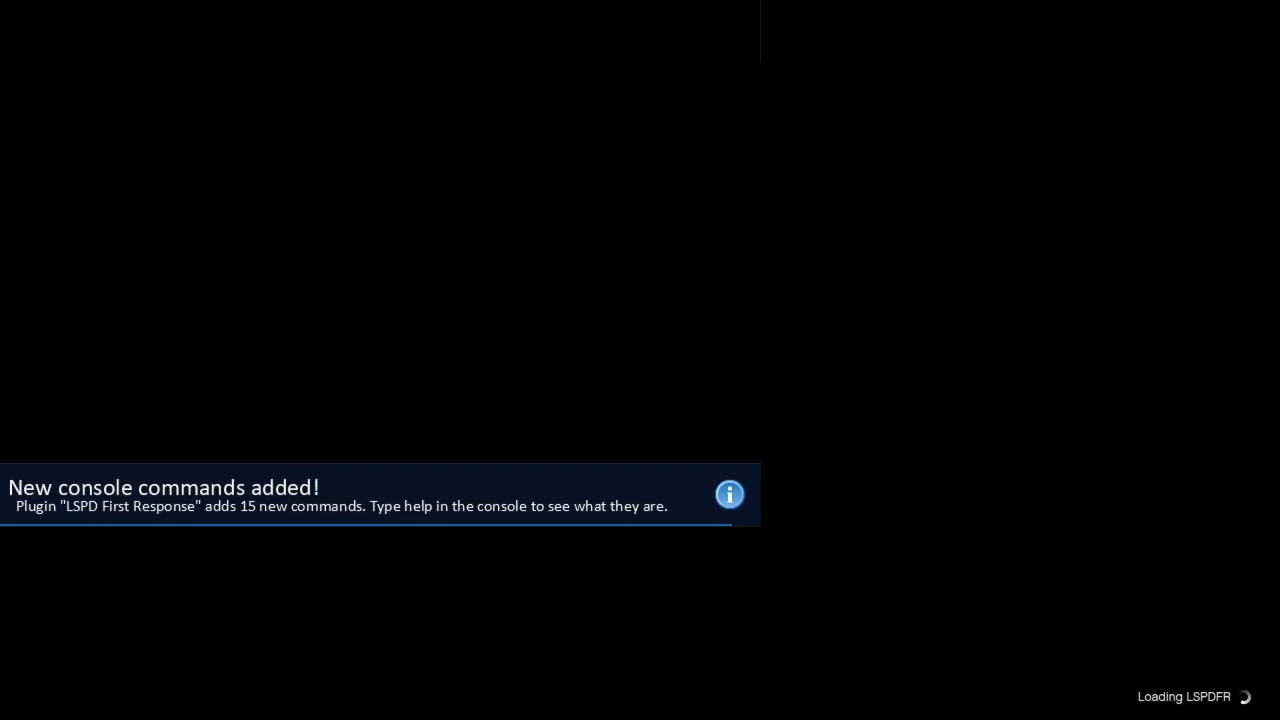 New console commands added!
Plugin "LSPD First Response" adds 15 new commands. Type help in the console to see what they are.
Loading LSPDFR